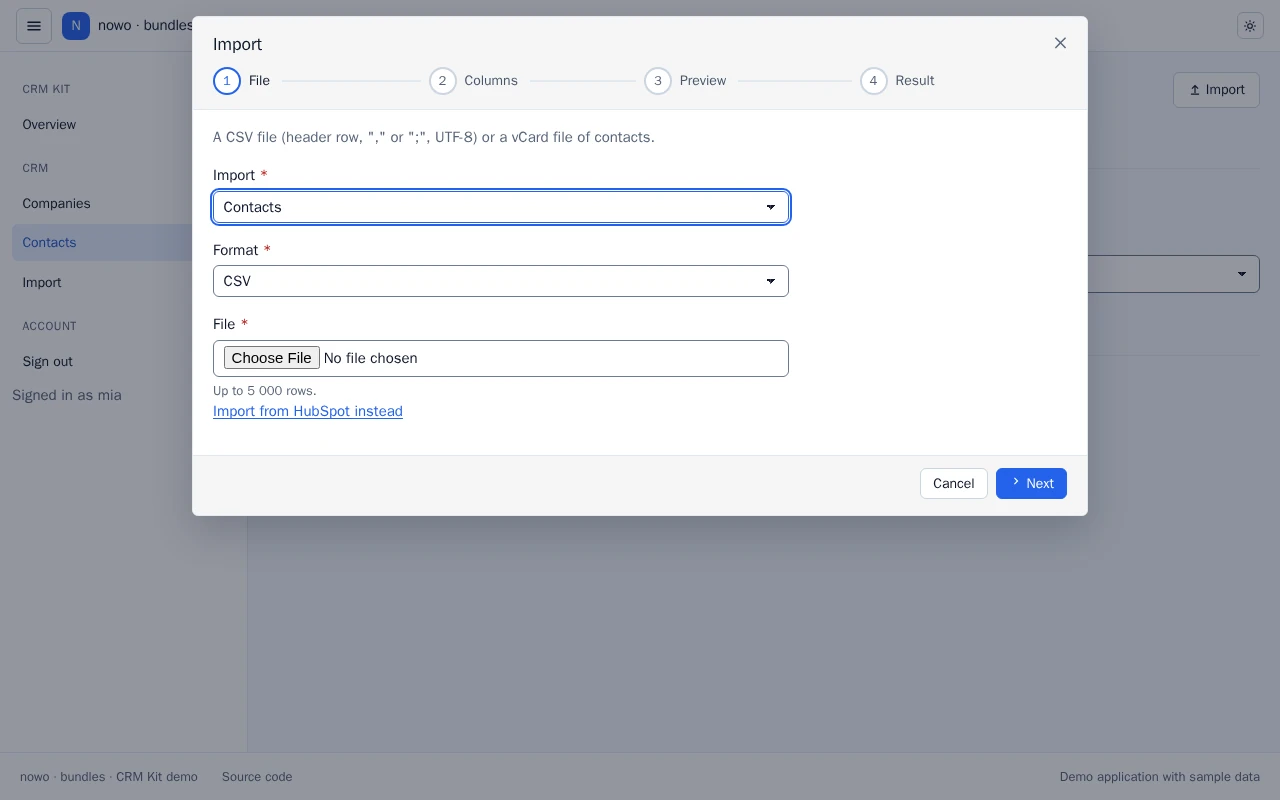 N nowo · bundles
Import
1 File
2 Columns
3 Preview
4 Result
Import
CRM KIT
Overview
CRM
Companies
Contacts
Import
ACCOUNT
Sign out
Signed in as mia
A CSV file (header row, "," or ";", UTF-8) or a vCard file of contacts.
Import *
Contacts
Format *
CSV
File *
Choose File No file chosen
Up to 5 000 rows.
Import from HubSpot instead
Cancel
Next
nowo · bundles · CRM Kit demo
Source code
Demo application with sample data